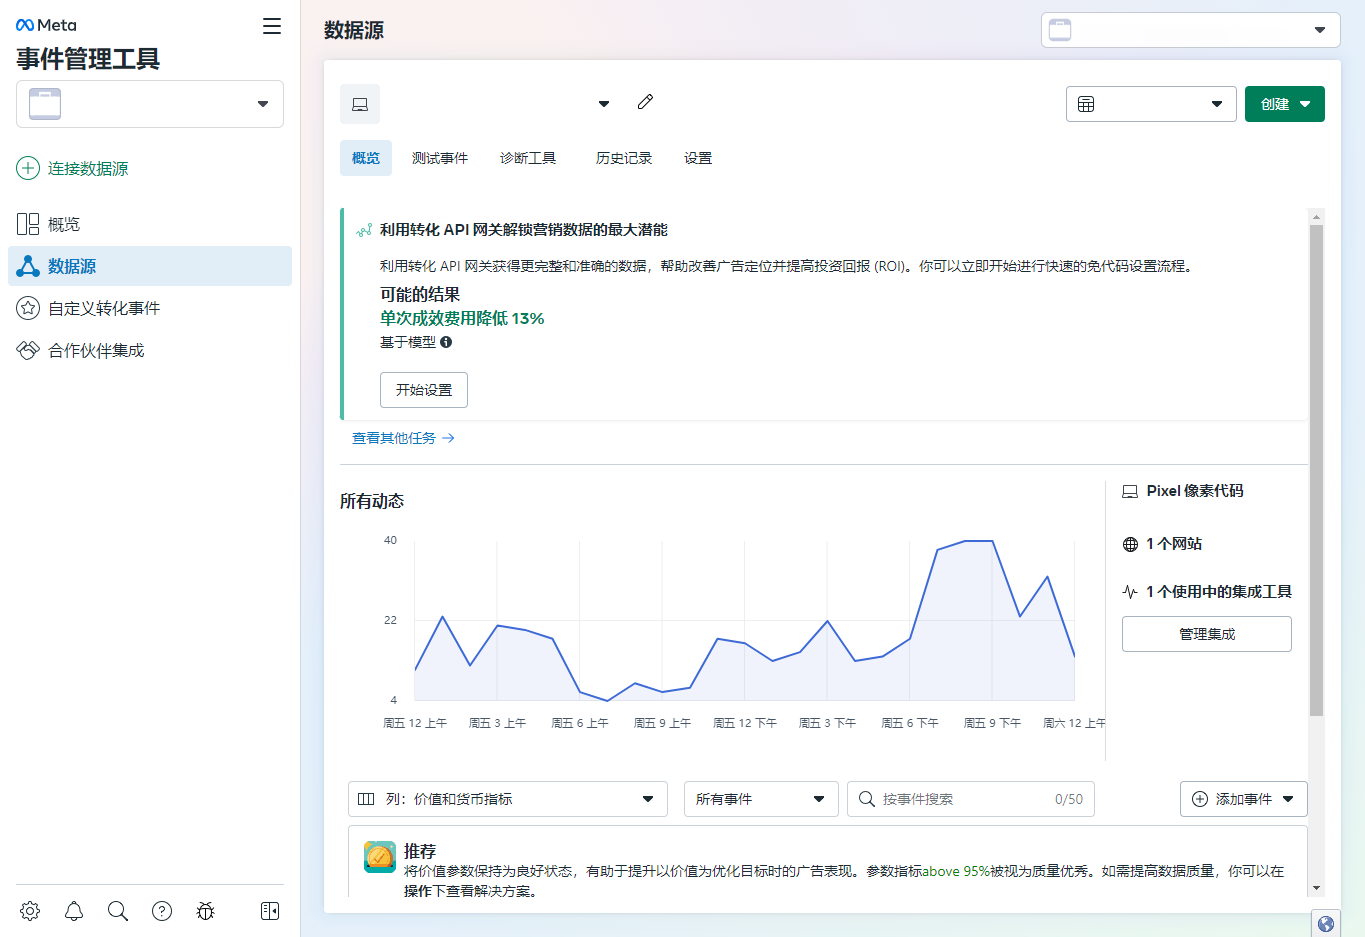 Meta
事件管理工具
连接数据源
概览
数据源
自定义转化事件
合作伙伴集成
数据源
创建
概览 测试事件 诊断工具 历史记录 设置
利用转化 API 网关解锁营销数据的最大潜能
利用转化 API 网关获得更完整和准确的数据，帮助改善广告定位并提高投资回报 (ROI)。你可以立即开始进行快速的免代码设置流程。
可能的结果
单次成效费用降低 13%
基于模型
开始设置
查看其他任务
所有动态
40
22
4
周五 12 上午 周五 3 上午 周五 6 上午 周五 9 上午 周五 12 下午 周五 3 下午 周五 6 下午 周五 9 下午 周六 12 上午
Pixel 像素代码
1 个网站
1 个使用中的集成工具
管理集成
列：价值和货币指标 所有事件 按事件搜索 0/50 添加事件
推荐
将价值参数保持为良好状态，有助于提升以价值为优化目标时的广告表现。参数指标above 95%被视为质量优秀。如需提高数据质量，你可以在
操作下查看解决方案。